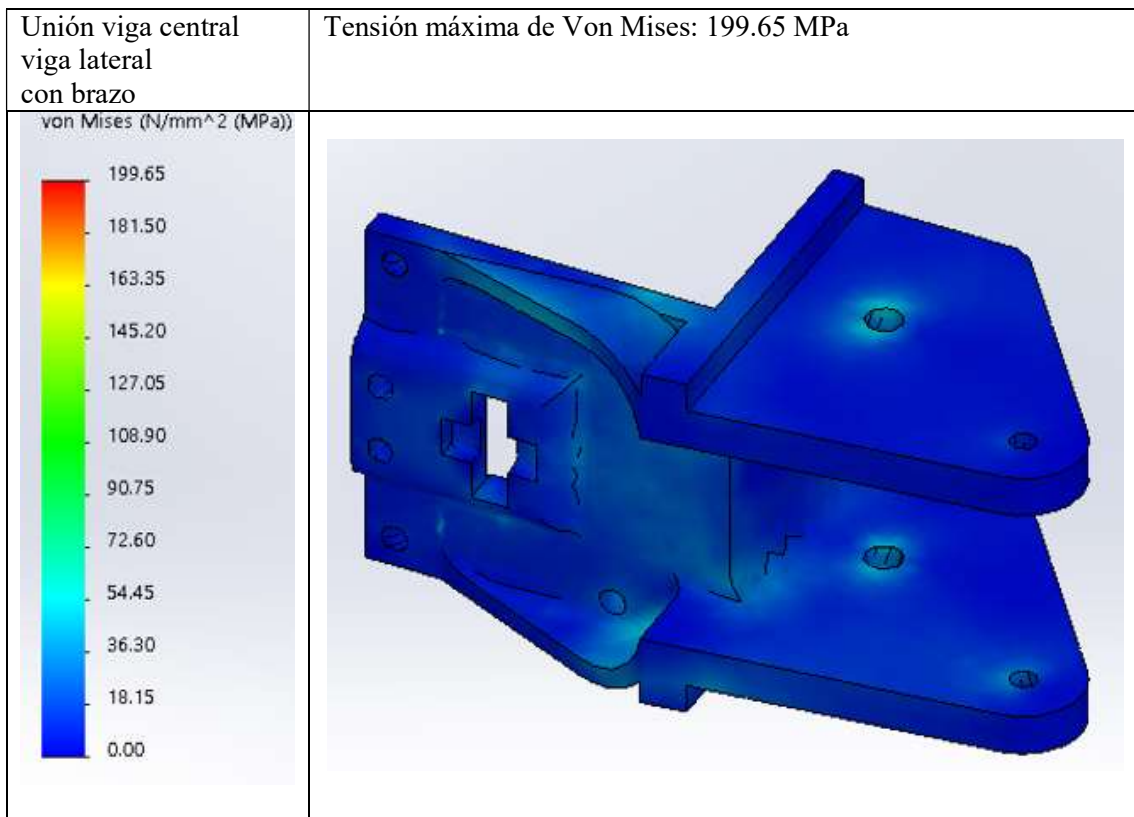 Unión viga central
viga lateral
con brazo
Tensión máxima de Von Mises: 199.65 MPa
von Mises (N/mm^2 (MPa))
199.65
181.50
163.35
145.20
127.05
108.90
90.75
72.60
54.45
36.30
18.15
0.00